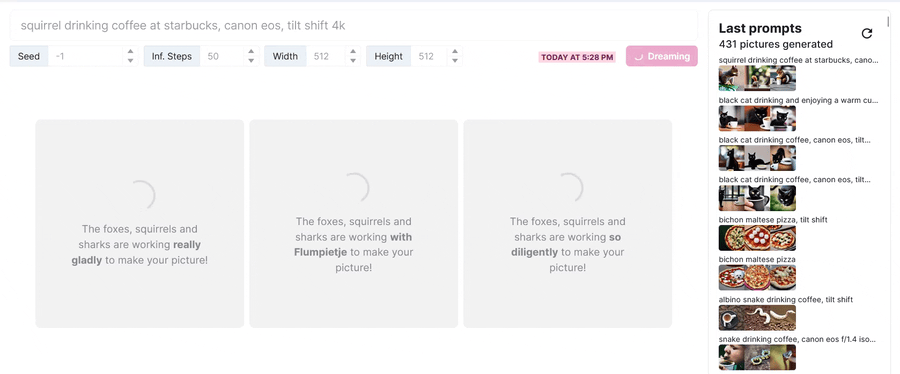 squirrel drinking coffee at starbucks, canon eos, tilt shift 4k
Seed -1 Inf. Steps 50 Width 512 Height 512 TODAY AT 5:28 PM Dreaming
The foxes, squirrels and
sharks are working really
gladly to make your picture!
The foxes, squirrels and
sharks are working with
Flumpietje to make your
picture!
The foxes, squirrels and
sharks are working so
diligently to make your
picture!
Last prompts
431 pictures generated
squirrel drinking coffee at starbucks, cano...
black cat drinking and enjoying a warm cu...
black cat drinking coffee, canon eos, tilt...
black cat drinking coffee, canon eos, tilt...
bichon maltese pizza, tilt shift
bichon maltese pizza
albino snake drinking coffee, tilt shift
snake drinking coffee, canon eos f/1.4 iso...